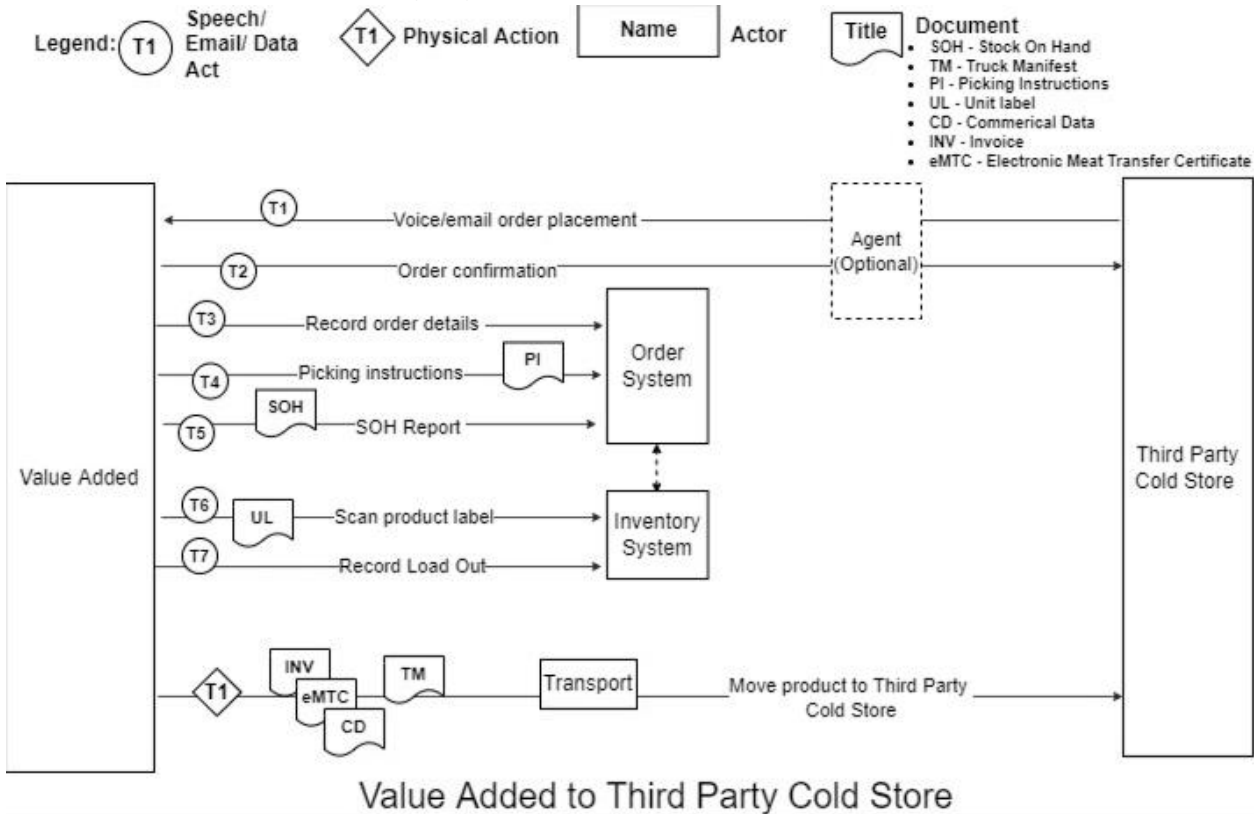 Legend:
T1
Speech/
Email/ Data
Act
T1
Physical Action
Name
Actor
Title
Document
• SOH - Stock On Hand
• TM - Truck Manifest
• PI - Picking Instructions
• UL - Unit label
• CD - Commerical Data
• INV - Invoice
• eMTC - Electronic Meat Transfer Certificate
T1
Voice/email order placement
Agent
(Optional)
T2
Order confirmation
T3
Record order details
T4
Picking instructions
PI
Order
System
T5
SOH
SOH Report
Value Added
Third Party
Cold Store
T6
UL
Scan product label
Inventory
System
T7
Record Load Out
T1
INV
eMTC
CD
TM
Transport
Move product to Third Party
Cold Store
Value Added to Third Party Cold Store